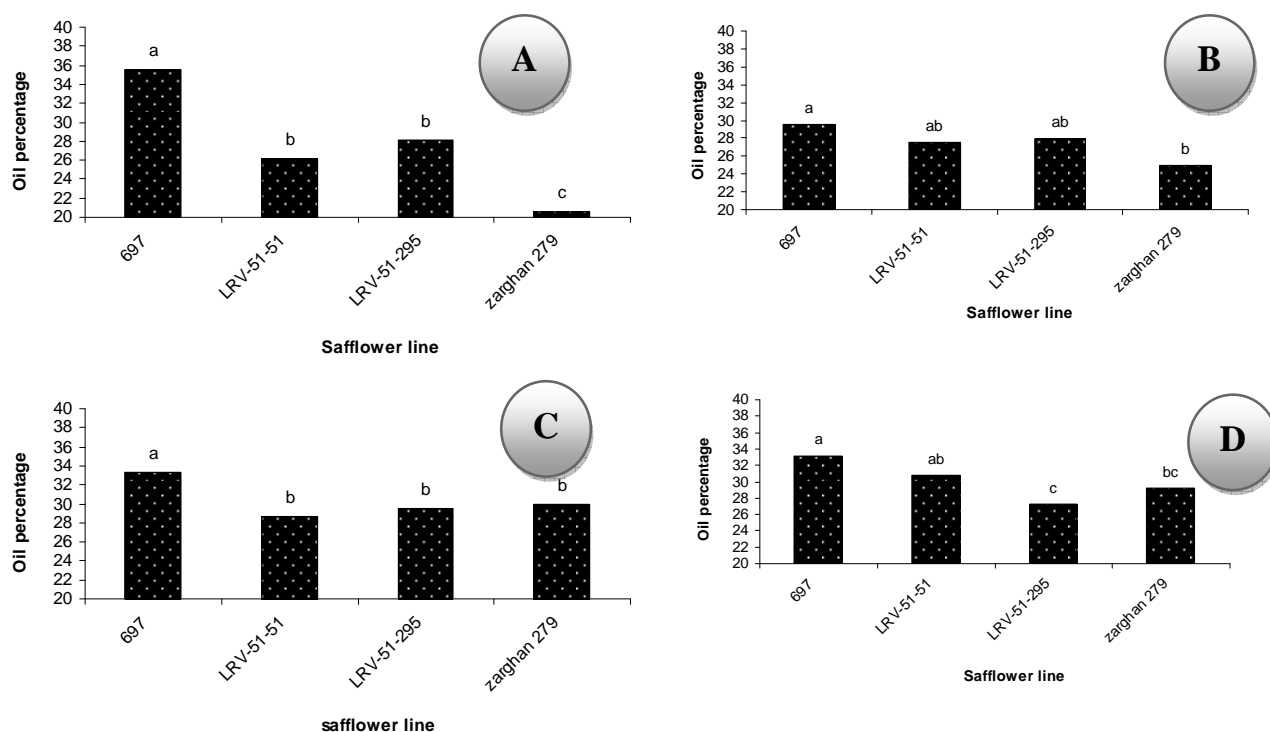 A
Oil percentage
40
38
36
34
32
30
28
26
24
22
20
a
b
b
c
697
LRV-51-51
LRV-51-295
zarghan 279
Safflower line
B
Oil percentage
40
38
36
34
32
30
28
26
24
22
20
a
ab
ab
b
697
LRV-51-51
LRV-51-295
zarghan 279
Safflower line
C
Oil percentage
40
38
36
34
32
30
28
26
24
22
20
a
b
b
b
697
LRV-51-51
LRV-51-295
zarghan 279
safflower line
D
Oil percentage
40
38
36
34
32
30
28
26
24
22
20
a
ab
c
bc
697
LRV-51-51
LRV-51-295
zarghan 279
Safflower line